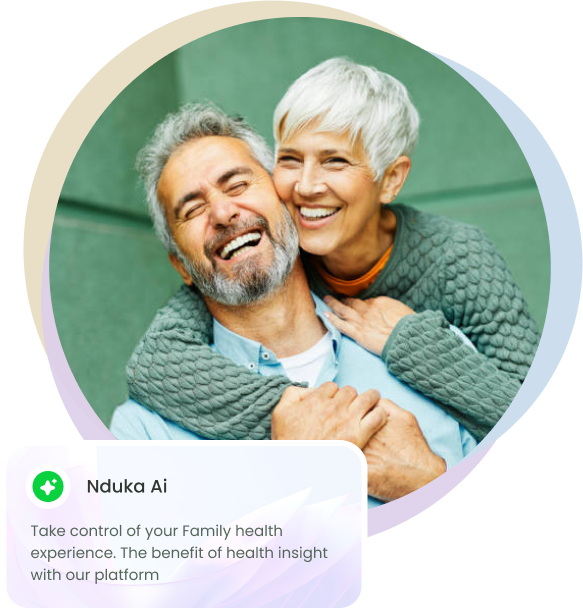 Nduka Ai
Take control of your Family health
experience. The benefit of health insight
with our platform